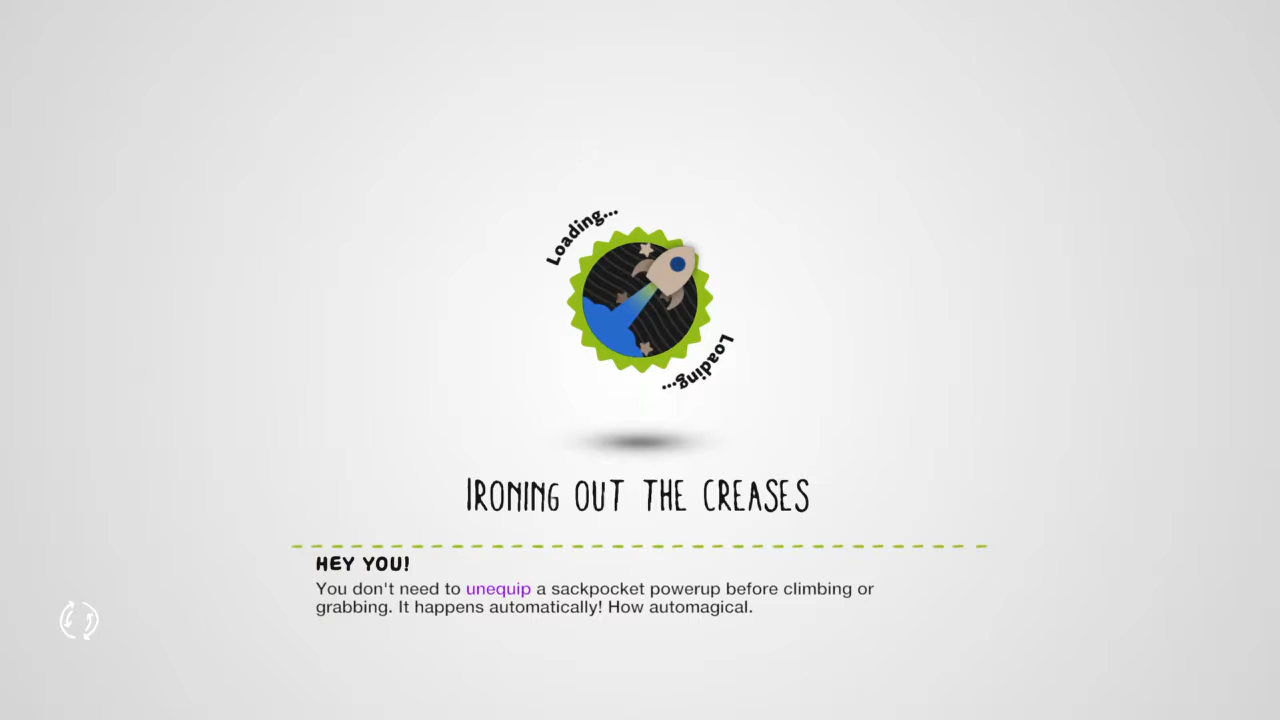 Loading...
Loading...
IRONING OUT THE CREASES
HEY YOU!
You don't need to unequip a sackpocket powerup before climbing or
grabbing. It happens automatically! How automagical.